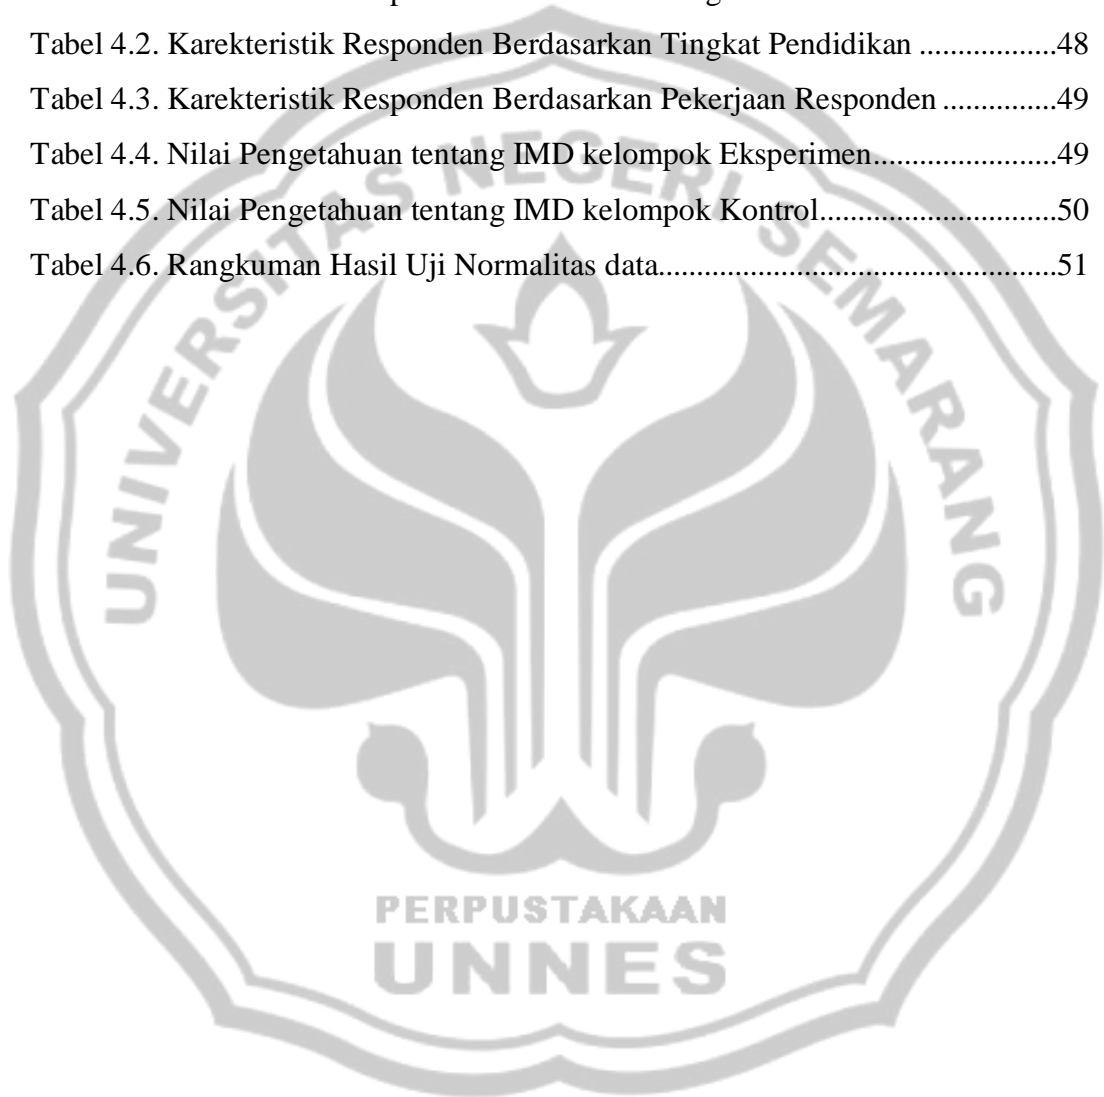 Tabel 4.2. Karekteristik Responden Berdasarkan Tingkat Pendidikan ..................48
Tabel 4.3. Karekteristik Responden Berdasarkan Pekerjaan Responden ...............49
Tabel 4.4. Nilai Pengetahuan tentang IMD kelompok Eksperimen........................49
Tabel 4.5. Nilai Pengetahuan tentang IMD kelompok Kontrol...............................50
Tabel 4.6. Rangkuman Hasil Uji Normalitas data....................................................51
UNIVERSITAS NEGERI SEMARANG
PERPUSTAKAAN
UNNES